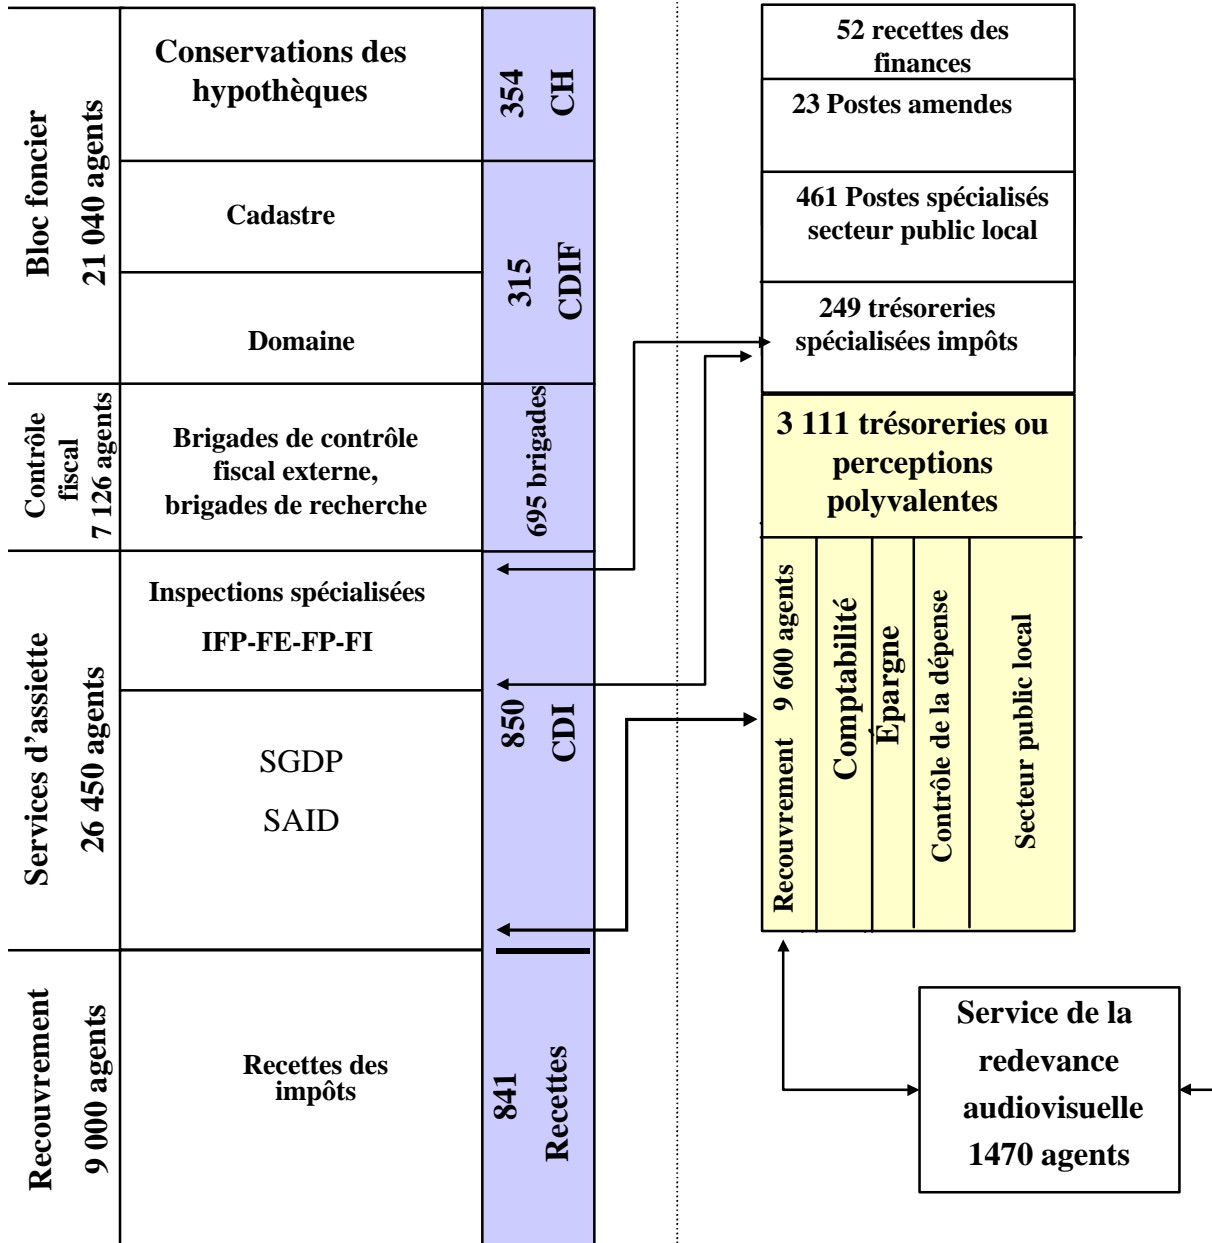 Bloc foncier
21 040 agents
Conservations des
hypothèques
354
CH
Cadastre
Domaine
315
CDIF
Contrôle
fiscal
7 126 agents
Brigades de contrôle
fiscal externe,
brigades de recherche
695 brigades
Services d’assiette
26 450 agents
Inspections spécialisées
IFP-FE-FP-FI
SGDP
SAID
850
CDI
Recouvrement
9 000 agents
Recettes des
impôts
841
Recettes
52 recettes des
finances
23 Postes amendes
461 Postes spécialisés
secteur public local
249 trésoreries
spécialisées impôts
3 111 trésoreries ou
perceptions
polyvalentes
Recouvrement 9 600 agents
Comptabilité
Épargne
Contrôle de la dépense
Secteur public local
Service de la
redevance
audiovisuelle
1470 agents